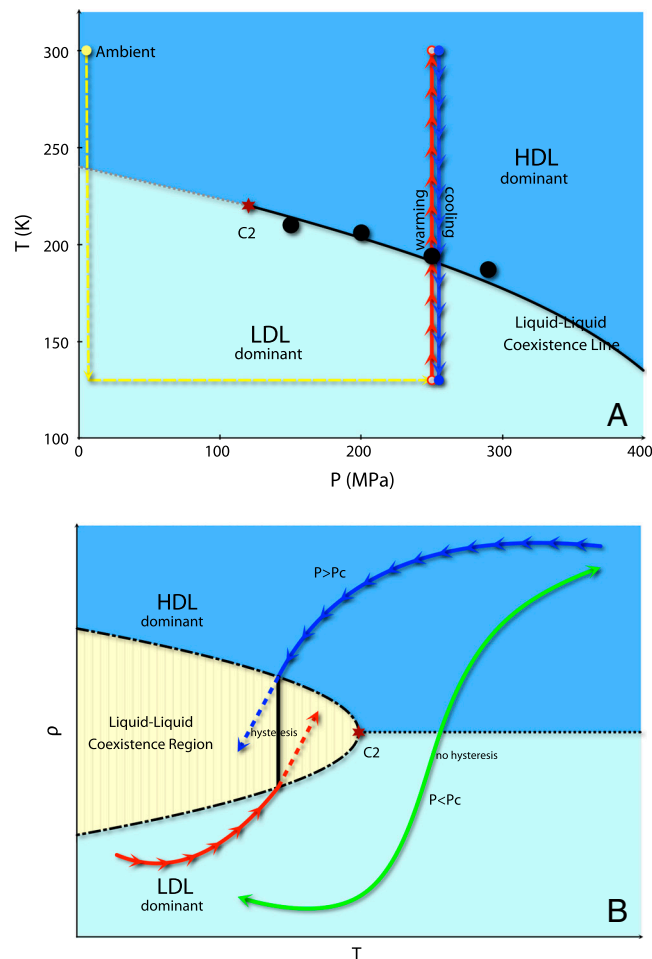 300
Ambient
250
HDL
dominant
T (K)
200
C2
warming
cooling
LDL
dominant
150
Liquid-Liquid
Coexistence Line
100
A
0
100
200
300
400
P (MPa)
P>Pc
HDL
dominant
Liquid-Liquid
Coexistence Region
hysteresis
ρ
C2
no hysteresis
P<Pc
LDL
dominant
B
T